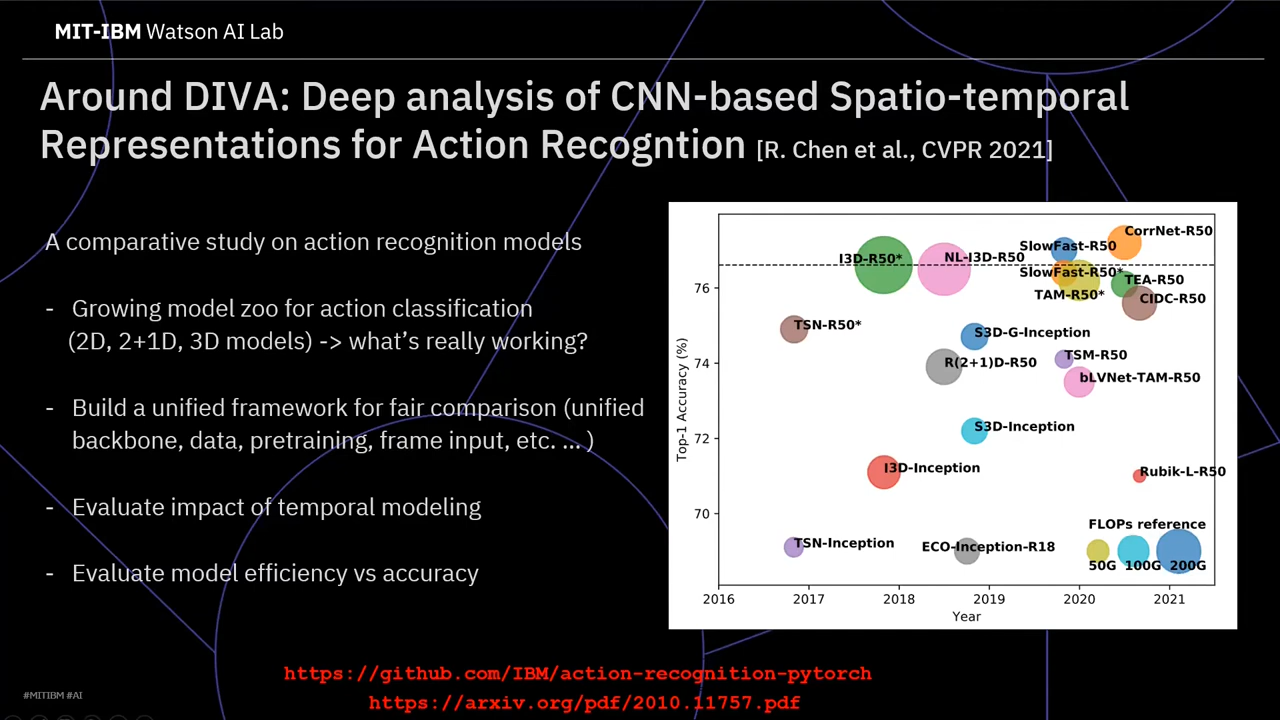 MIT-IBM Watson AI Lab
Around DIVA: Deep analysis of CNN-based Spatio-temporal
Representations for Action Recogntion [R. Chen et al., CVPR 2021]
A comparative study on action recognition models
- Growing model zoo for action classification
(2D, 2+1D, 3D models) -> what's really working?
- Build a unified framework for fair comparison (unified
backbone, data, pretraining, frame input, etc. ... )
- Evaluate impact of temporal modeling
- Evaluate model efficiency vs accuracy
CorrNet-R50
SlowFast-R50
I3D-R50*
NL-I3D-R50
SlowFast-R50*
TEA-R50
TAM-R50*
CIDC-R50
TSN-R50*
S3D-G-Inception
R(2+1)D-R50
TSM-R50
bLVNet-TAM-R50
S3D-Inception
I3D-Inception
Rubik-L-R50
TSN-Inception
ECO-Inception-R18
FLOPs reference
50G 100G 200G
76
74
72
70
Top-1 Accuracy (%)
2016 2017 2018 2019 2020 2021
Year
https://github.com/IBM/action-recognition-pytorch
https://arxiv.org/pdf/2010.11757.pdf
#MITIBM #AI